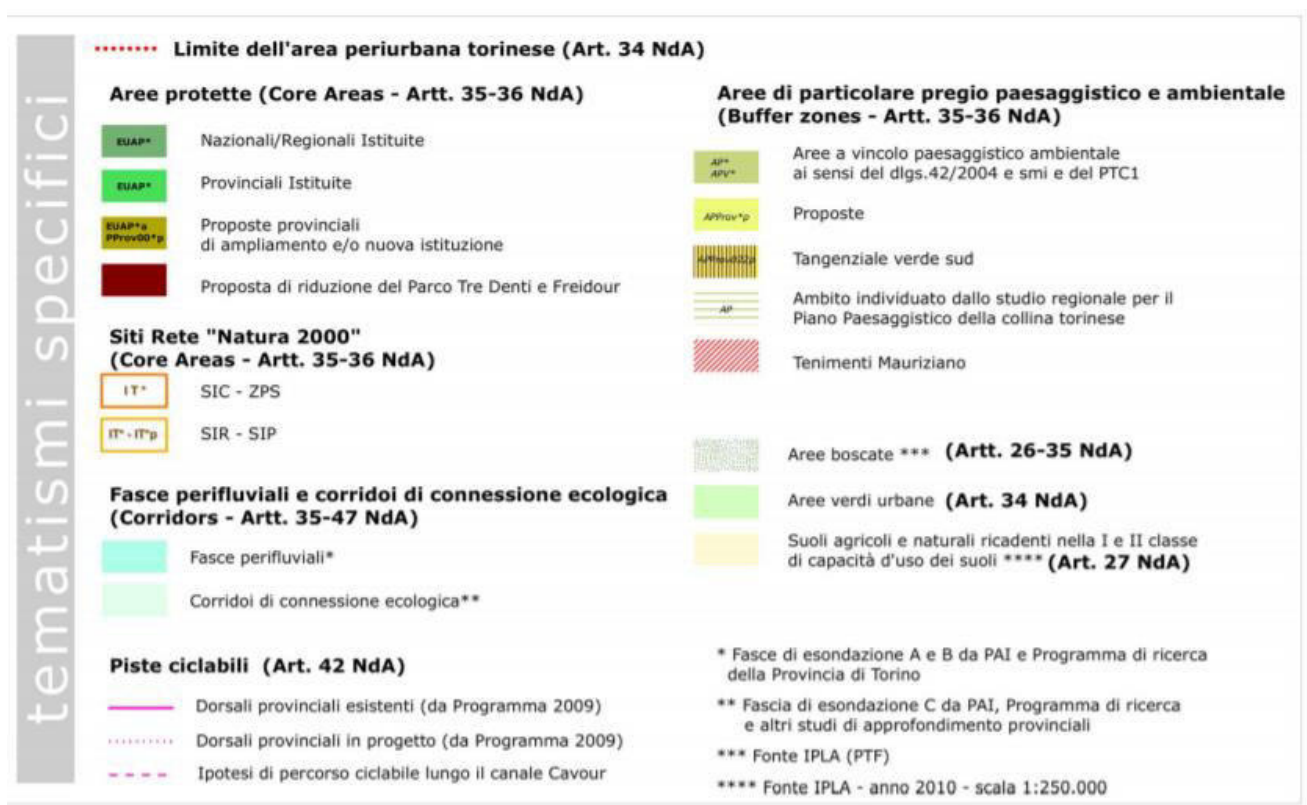 tematismi specifici
Limite dell'area periurbana torinese (Art. 34 NdA)
Aree protette (Core Areas - Artt. 35-36 NdA)
EUAP*
Nazionali/Regionali Istituite
EUAP*
Provinciali Istituite
EUAP*a
PProv00*p
Proposte provinciali
di ampliamento e/o nuova istituzione
Proposta di riduzione del Parco Tre Denti e Freidour
Siti Rete "Natura 2000"
(Core Areas - Artt. 35-36 NdA)
IT*
SIC - ZPS
IT* - IT*p
SIR - SIP
Fasce perifluviali e corridoi di connessione ecologica
(Corridors - Artt. 35-47 NdA)
Fasce perifluviali*
Corridoi di connessione ecologica**
Piste ciclabili (Art. 42 NdA)
Dorsali provinciali esistenti (da Programma 2009)
Dorsali provinciali in progetto (da Programma 2009)
Ipotesi di percorso ciclabile lungo il canale Cavour
Aree di particolare pregio paesaggistico e ambientale
(Buffer zones - Artt. 35-36 NdA)
AP*
APV*
Aree a vincolo paesaggistico ambientale
ai sensi del dlgs.42/2004 e smi e del PTC1
APProv*p
Proposte
Tangenziale verde sud
AP
Ambito individuato dallo studio regionale per il
Piano Paesaggistico della collina torinese
Tenimenti Mauriziano
Aree boscate *** (Artt. 26-35 NdA)
Aree verdi urbane (Art. 34 NdA)
Suoli agricoli e naturali ricadenti nella I e II classe
di capacità d'uso dei suoli **** (Art. 27 NdA)
* Fasce di esondazione A e B da PAI e Programma di ricerca
della Provincia di Torino
** Fascia di esondazione C da PAI, Programma di ricerca
e altri studi di approfondimento provinciali
*** Fonte IPLA (PTF)
**** Fonte IPLA - anno 2010 - scala 1:250.000